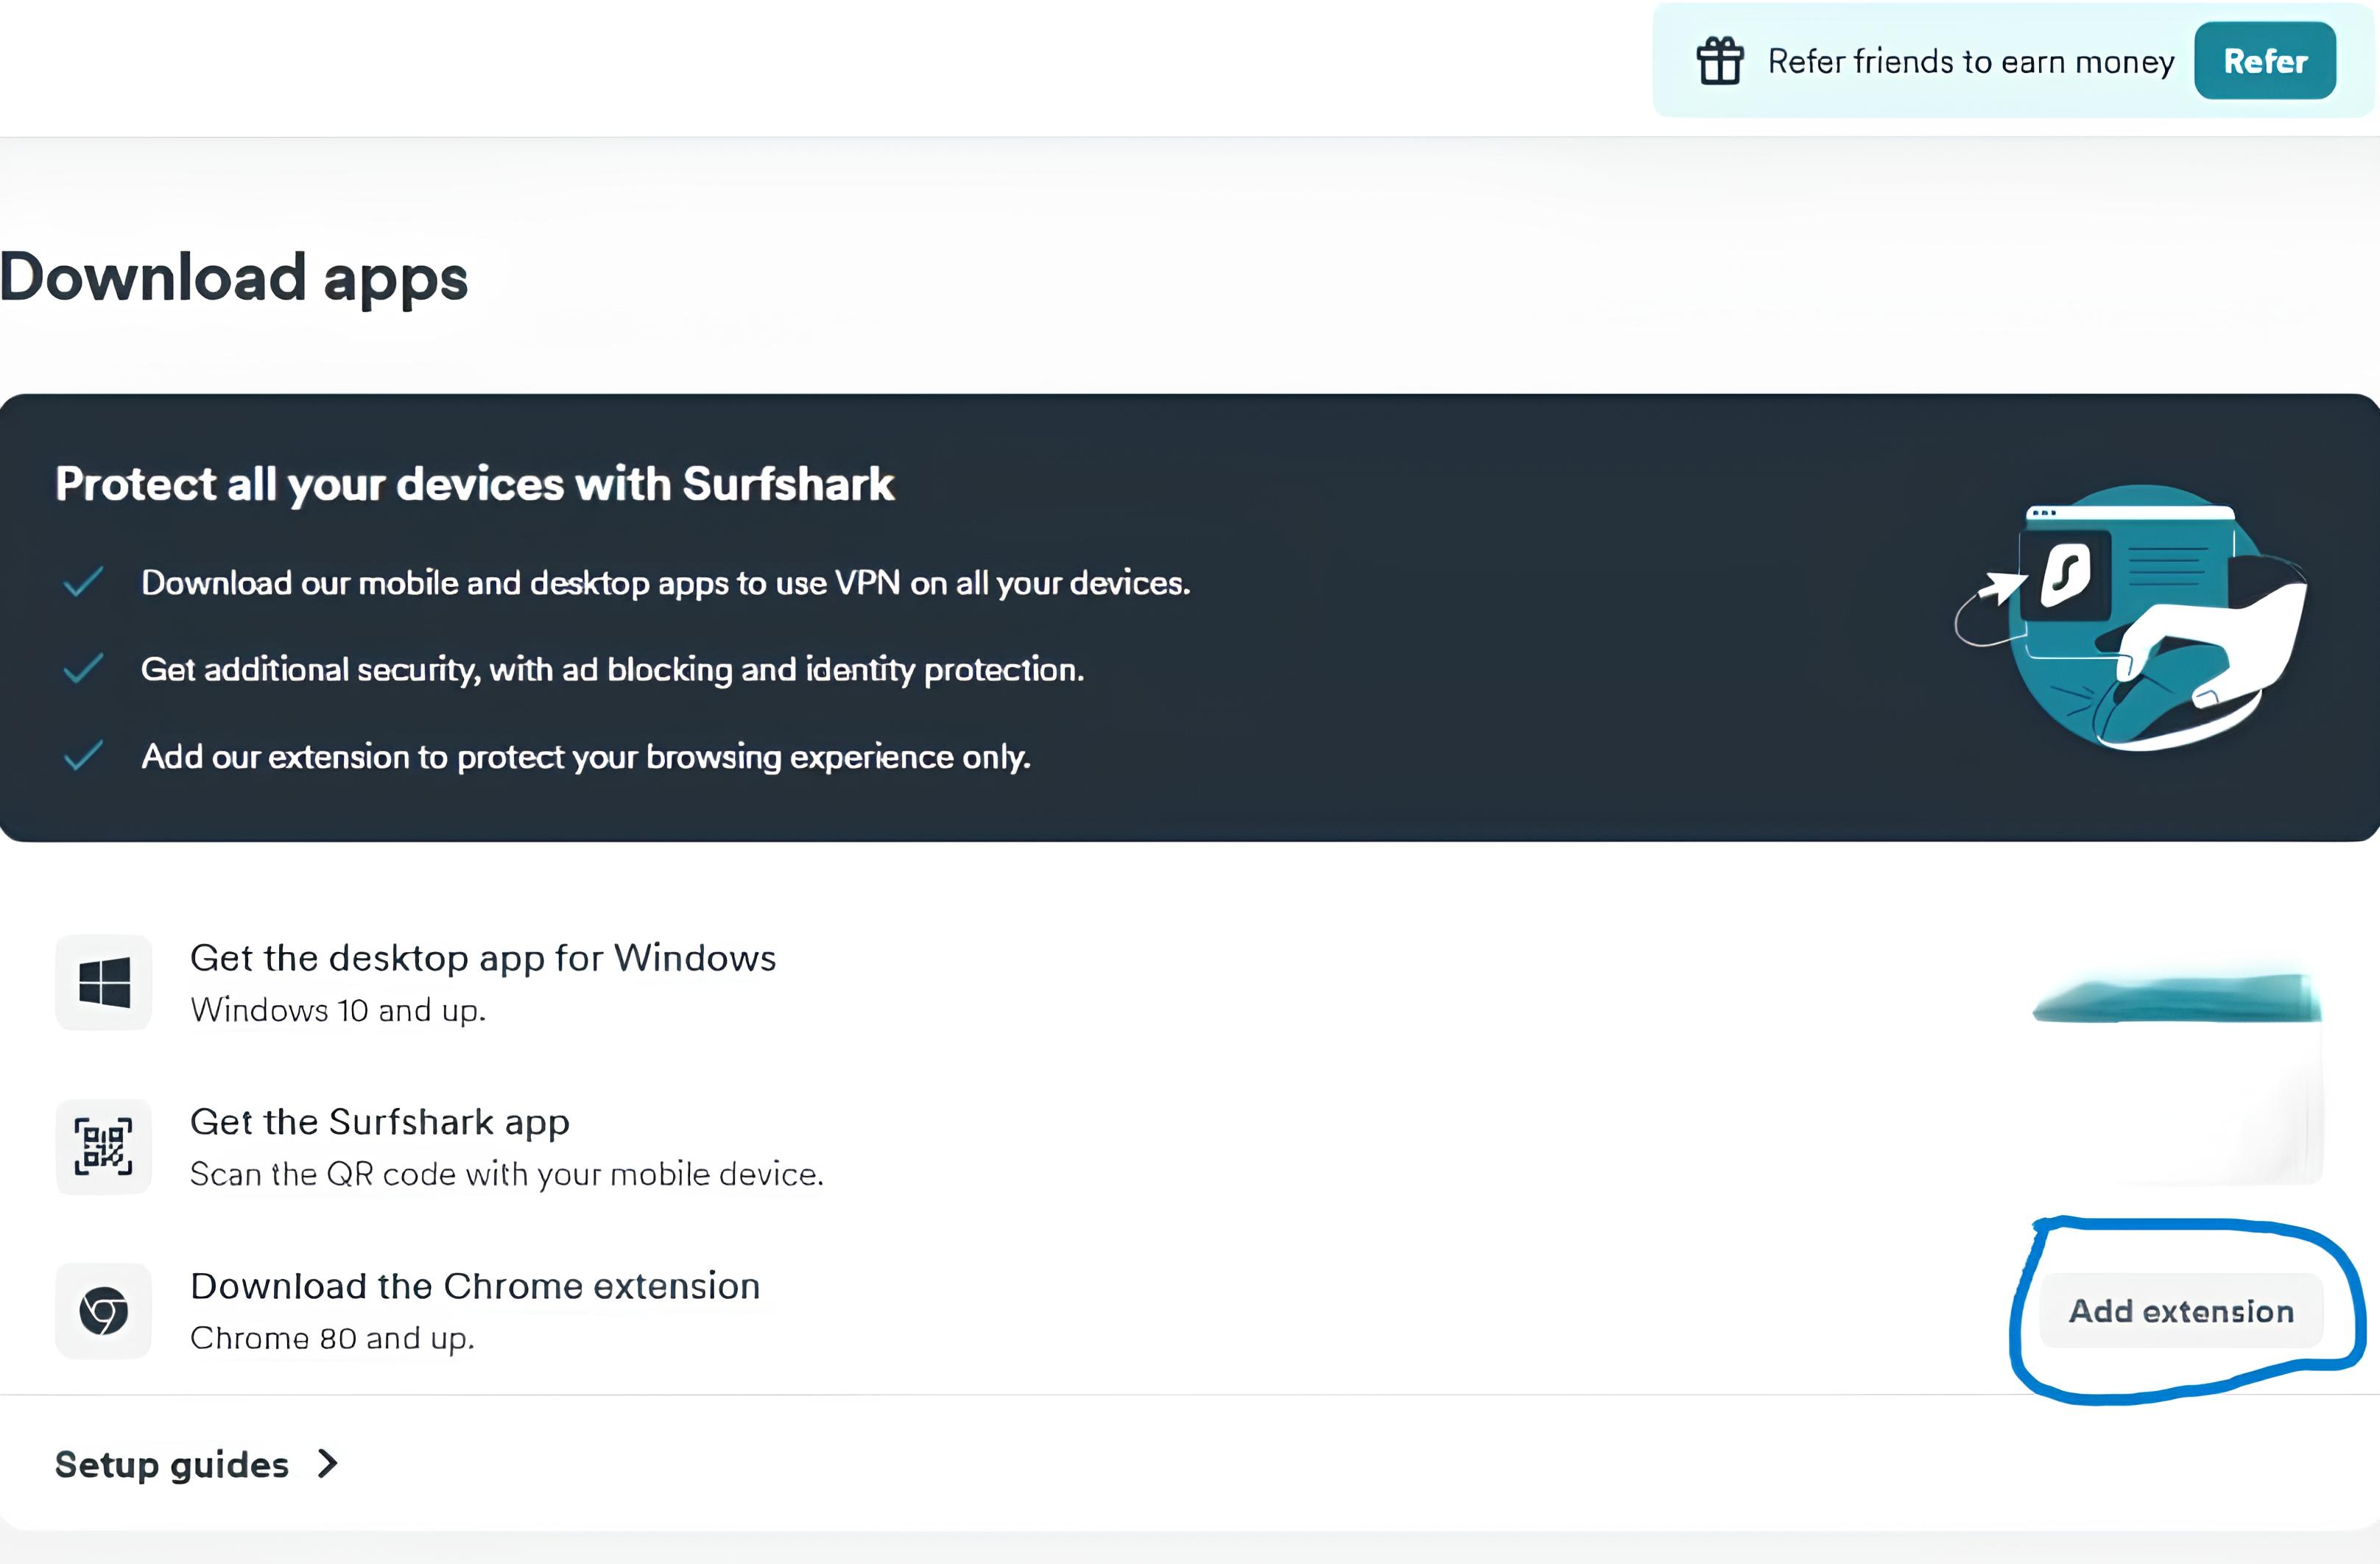 Refer friends to earn money Refer
Download apps
Protect all your devices with Surfshark
Download our mobile and desktop apps to use VPN on all your devices.
Get additional security, with ad blocking and identity protection.
Add our extension to protect your browsing experience only.
Get the desktop app for Windows
Windows 10 and up.
Get the Surfshark app
Scan the QR code with your mobile device.
Download the Chrome extension
Chrome 80 and up.
Add extension
Setup guides